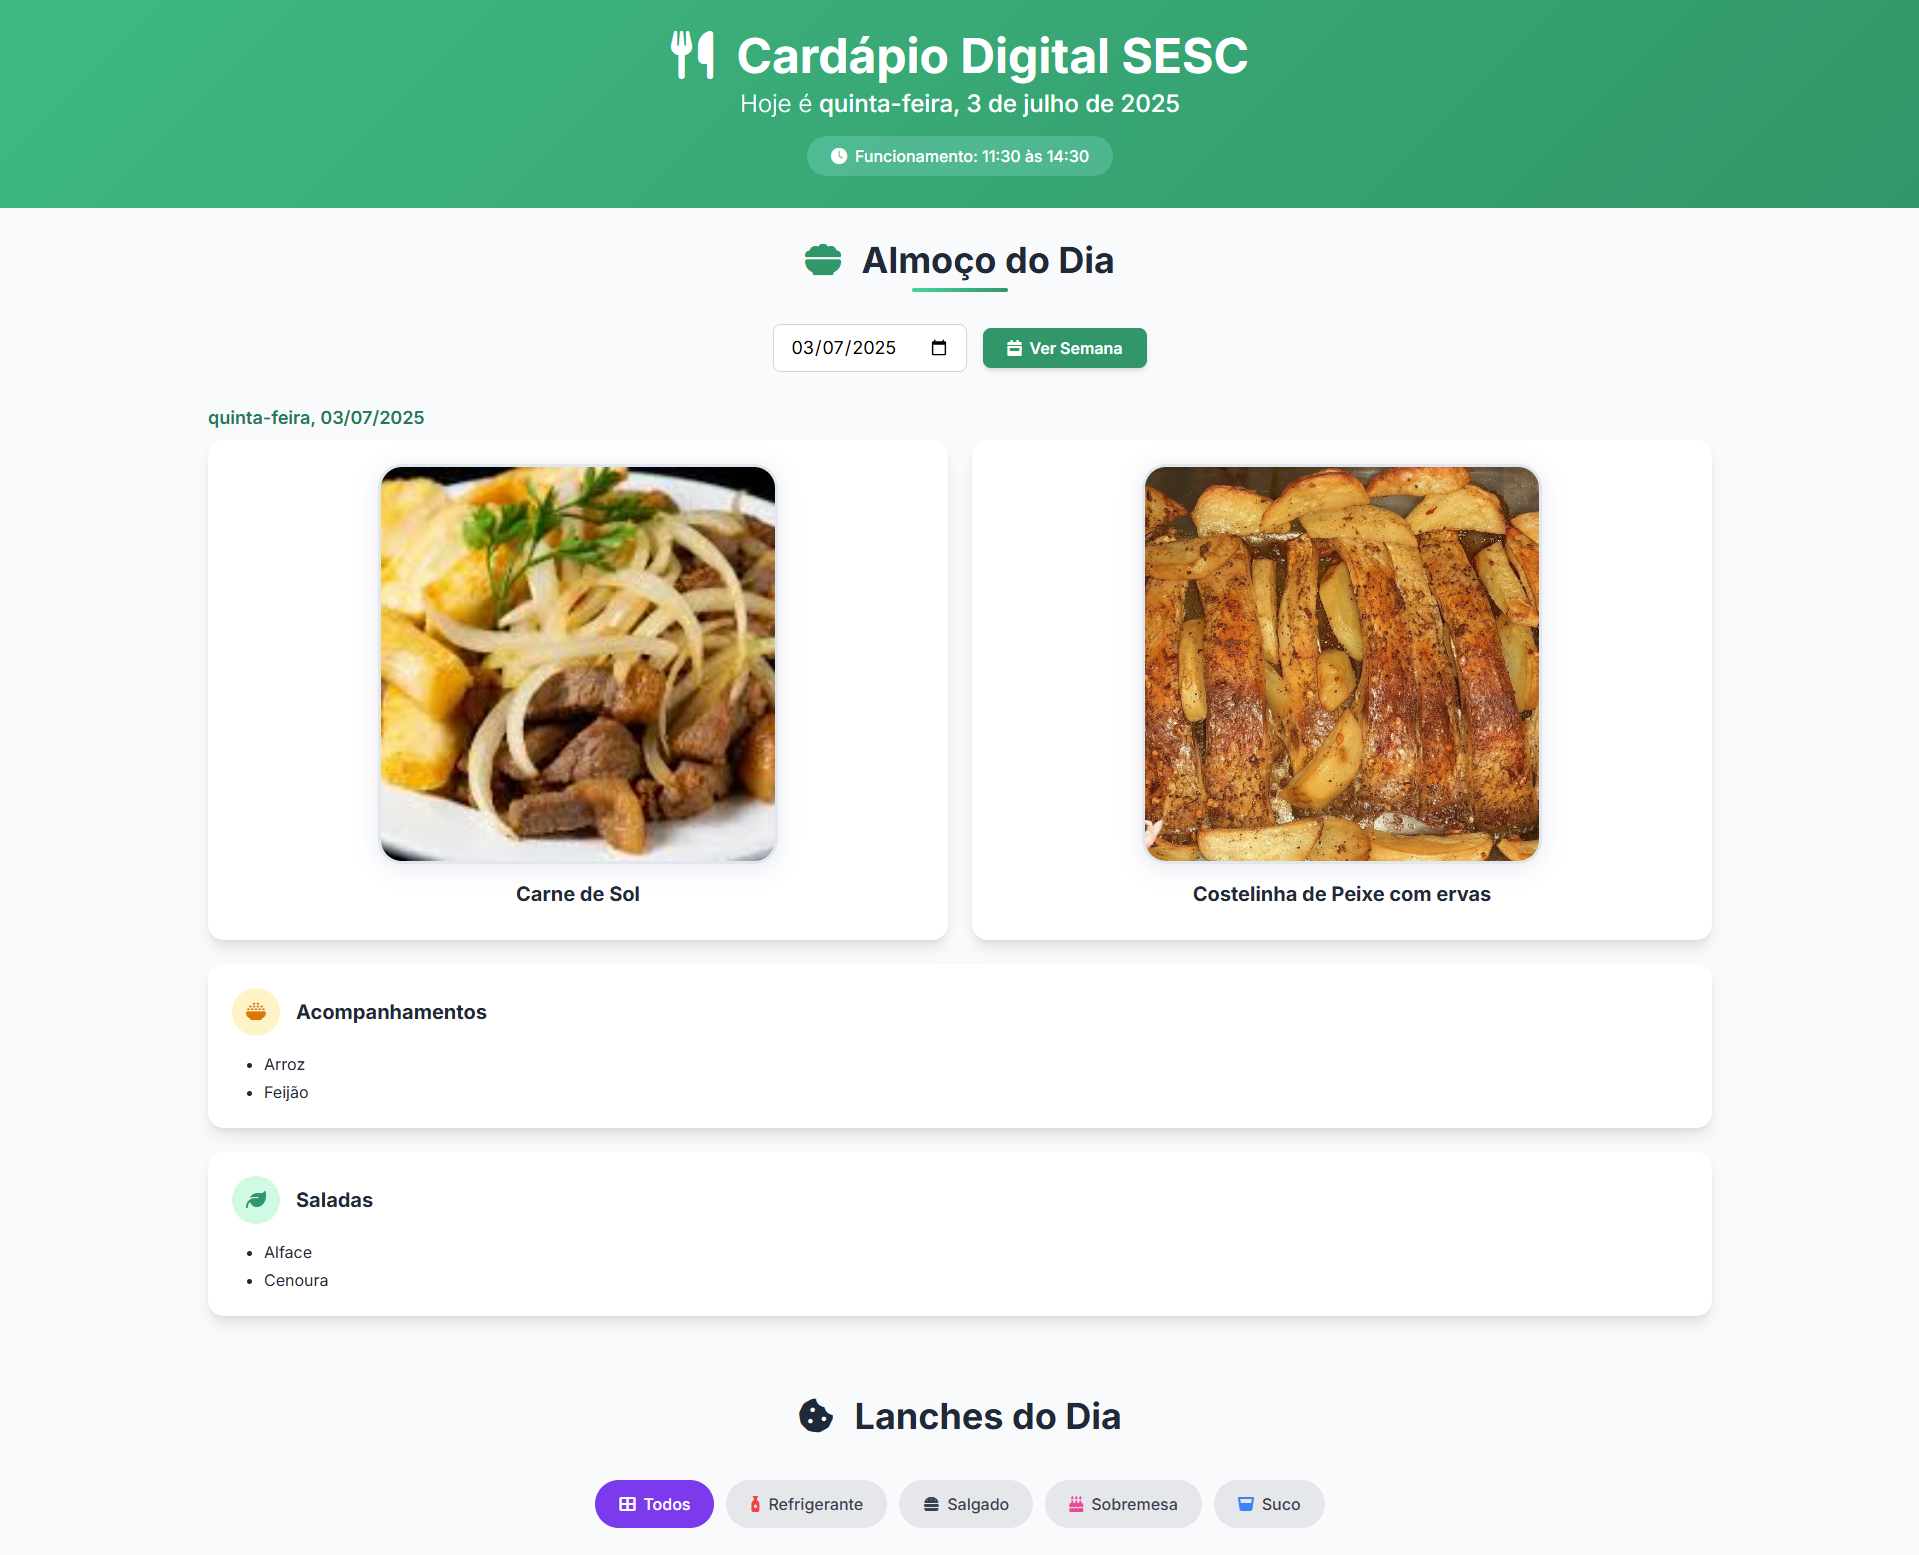 Cardápio Digital SESC
Hoje é quinta-feira, 3 de julho de 2025
Funcionamento: 11:30 às 14:30
Almoço do Dia
03/07/2025
Ver Semana
quinta-feira, 03/07/2025
Carne de Sol
Costelinha de Peixe com ervas
Acompanhamentos
Arroz
Feijão
Saladas
Alface
Cenoura
Lanches do Dia
Todos
Refrigerante
Salgado
Sobremesa
Suco